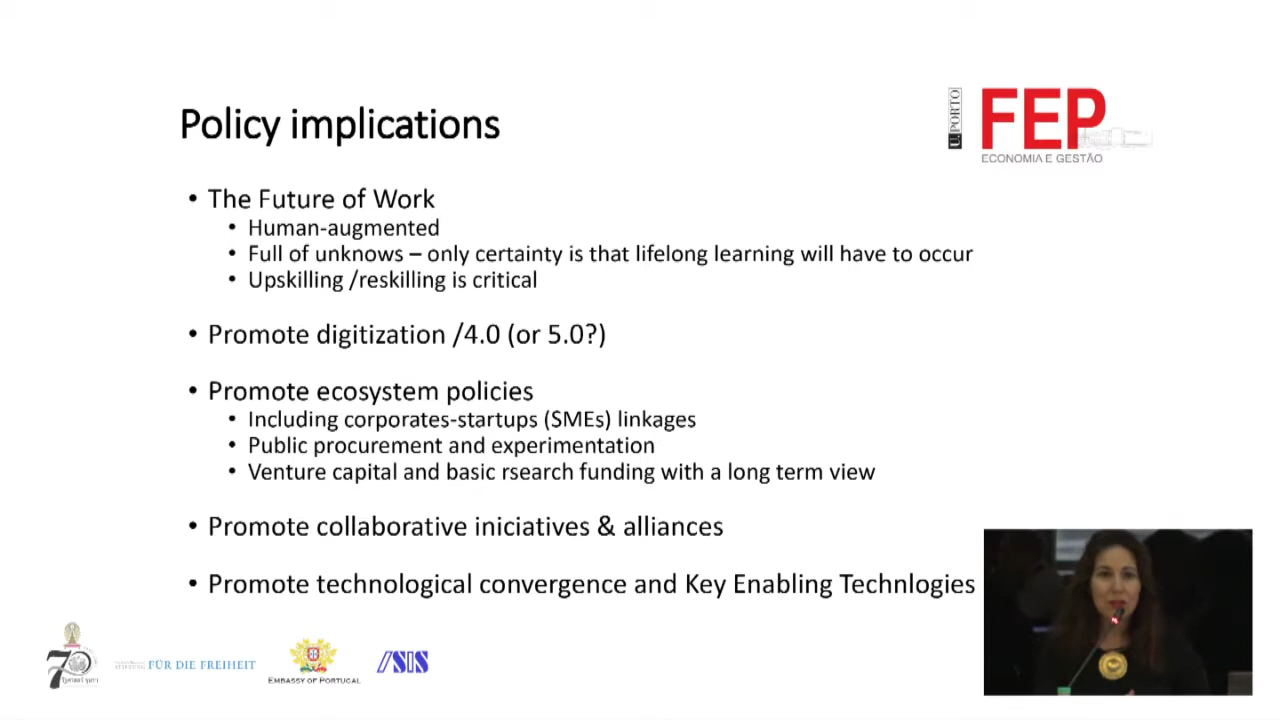 Policy implications
U.PORTO
FEP
ECONOMIA E GESTÃO
• The Future of Work
• Human-augmented
• Full of unknows – only certainty is that lifelong learning will have to occur
• Upskilling /reskilling is critical
• Promote digitization /4.0 (or 5.0?)
• Promote ecosystem policies
• Including corporates-startups (SMEs) linkages
• Public procurement and experimentation
• Venture capital and basic rsearch funding with a long term view
• Promote collaborative iniciatives & alliances
• Promote technological convergence and Key Enabling Technlogies
70
STIFTUNG FÜR DIE FREIHEIT
EMBASSY OF PORTUGAL
ISIS